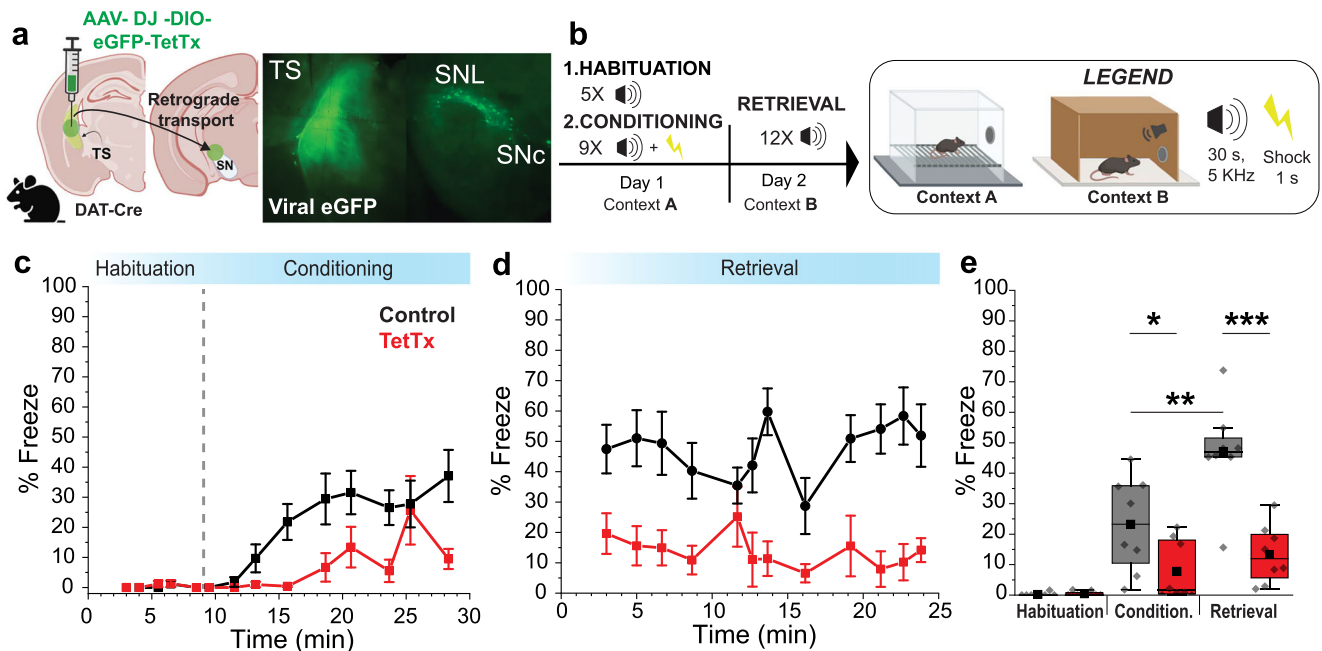 a
AAV- DJ -DIO-
eGFP-TetTx
Retrograde
transport
TS
SN
DAT-Cre
TS
SNL
SNc
Viral eGFP
b
1.HABITUATION
5X
2.CONDITIONING
9X +
RETRIEVAL
12X
Day 1
Context A
Day 2
Context B
LEGEND
Context A
Context B
30 s,
5 KHz
Shock
1 s
c
Habituation
Conditioning
% Freeze
100
90
80
70
60
50
40
30
20
10
0
Control
TetTx
0 5 10 15 20 25 30
Time (min)
d
Retrieval
% Freeze
100
90
80
70
60
50
40
30
20
10
0
0 5 10 15 20 25
Time (min)
e
% Freeze
100
90
80
70
60
50
40
30
20
10
0
*
***
**
Habituation Condition. Retrieval